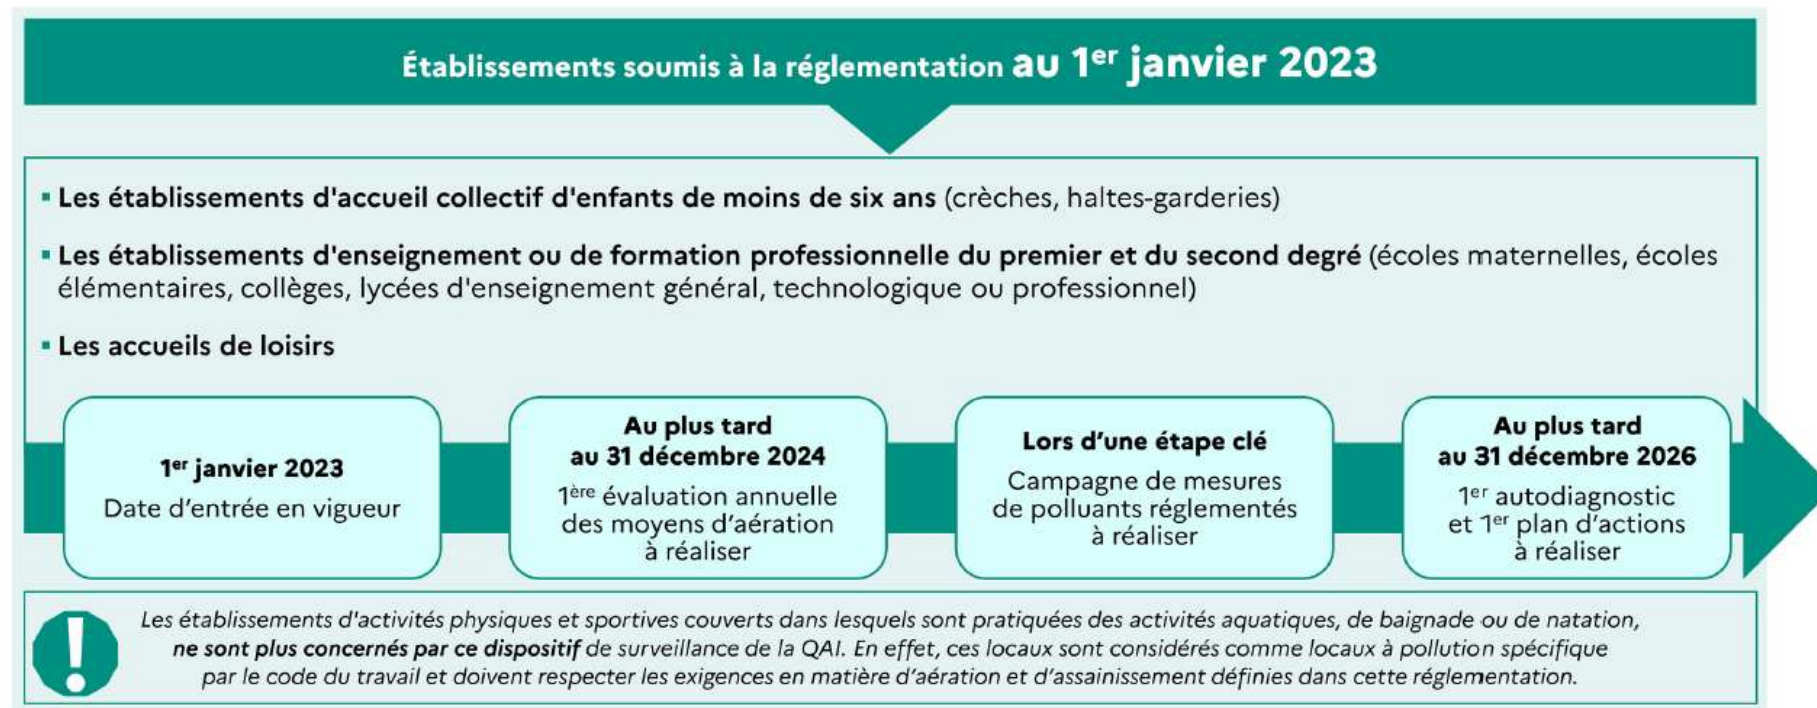 Établissements soumis à la réglementation au 1er janvier 2023
▪ Les établissements d'accueil collectif d'enfants de moins de six ans (crèches, haltes-garderies)
▪ Les établissements d'enseignement ou de formation professionnelle du premier et du second degré (écoles maternelles, écoles
élémentaires, collèges, lycées d'enseignement général, technologique ou professionnel)
▪ Les accueils de loisirs
1er janvier 2023
Date d'entrée en vigueur
Au plus tard
au 31 décembre 2024
1ère évaluation annuelle
des moyens d'aération
à réaliser
Lors d'une étape clé
Campagne de mesures
de polluants réglementés
à réaliser
Au plus tard
au 31 décembre 2026
1er autodiagnostic
et 1er plan d'actions
à réaliser
!
Les établissements d'activités physiques et sportives couverts dans lesquels sont pratiquées des activités aquatiques, de baignade ou de natation,
ne sont plus concernés par ce dispositif de surveillance de la QAI. En effet, ces locaux sont considérés comme locaux à pollution spécifique
par le code du travail et doivent respecter les exigences en matière d'aération et d'assainissement définies dans cette réglementation.